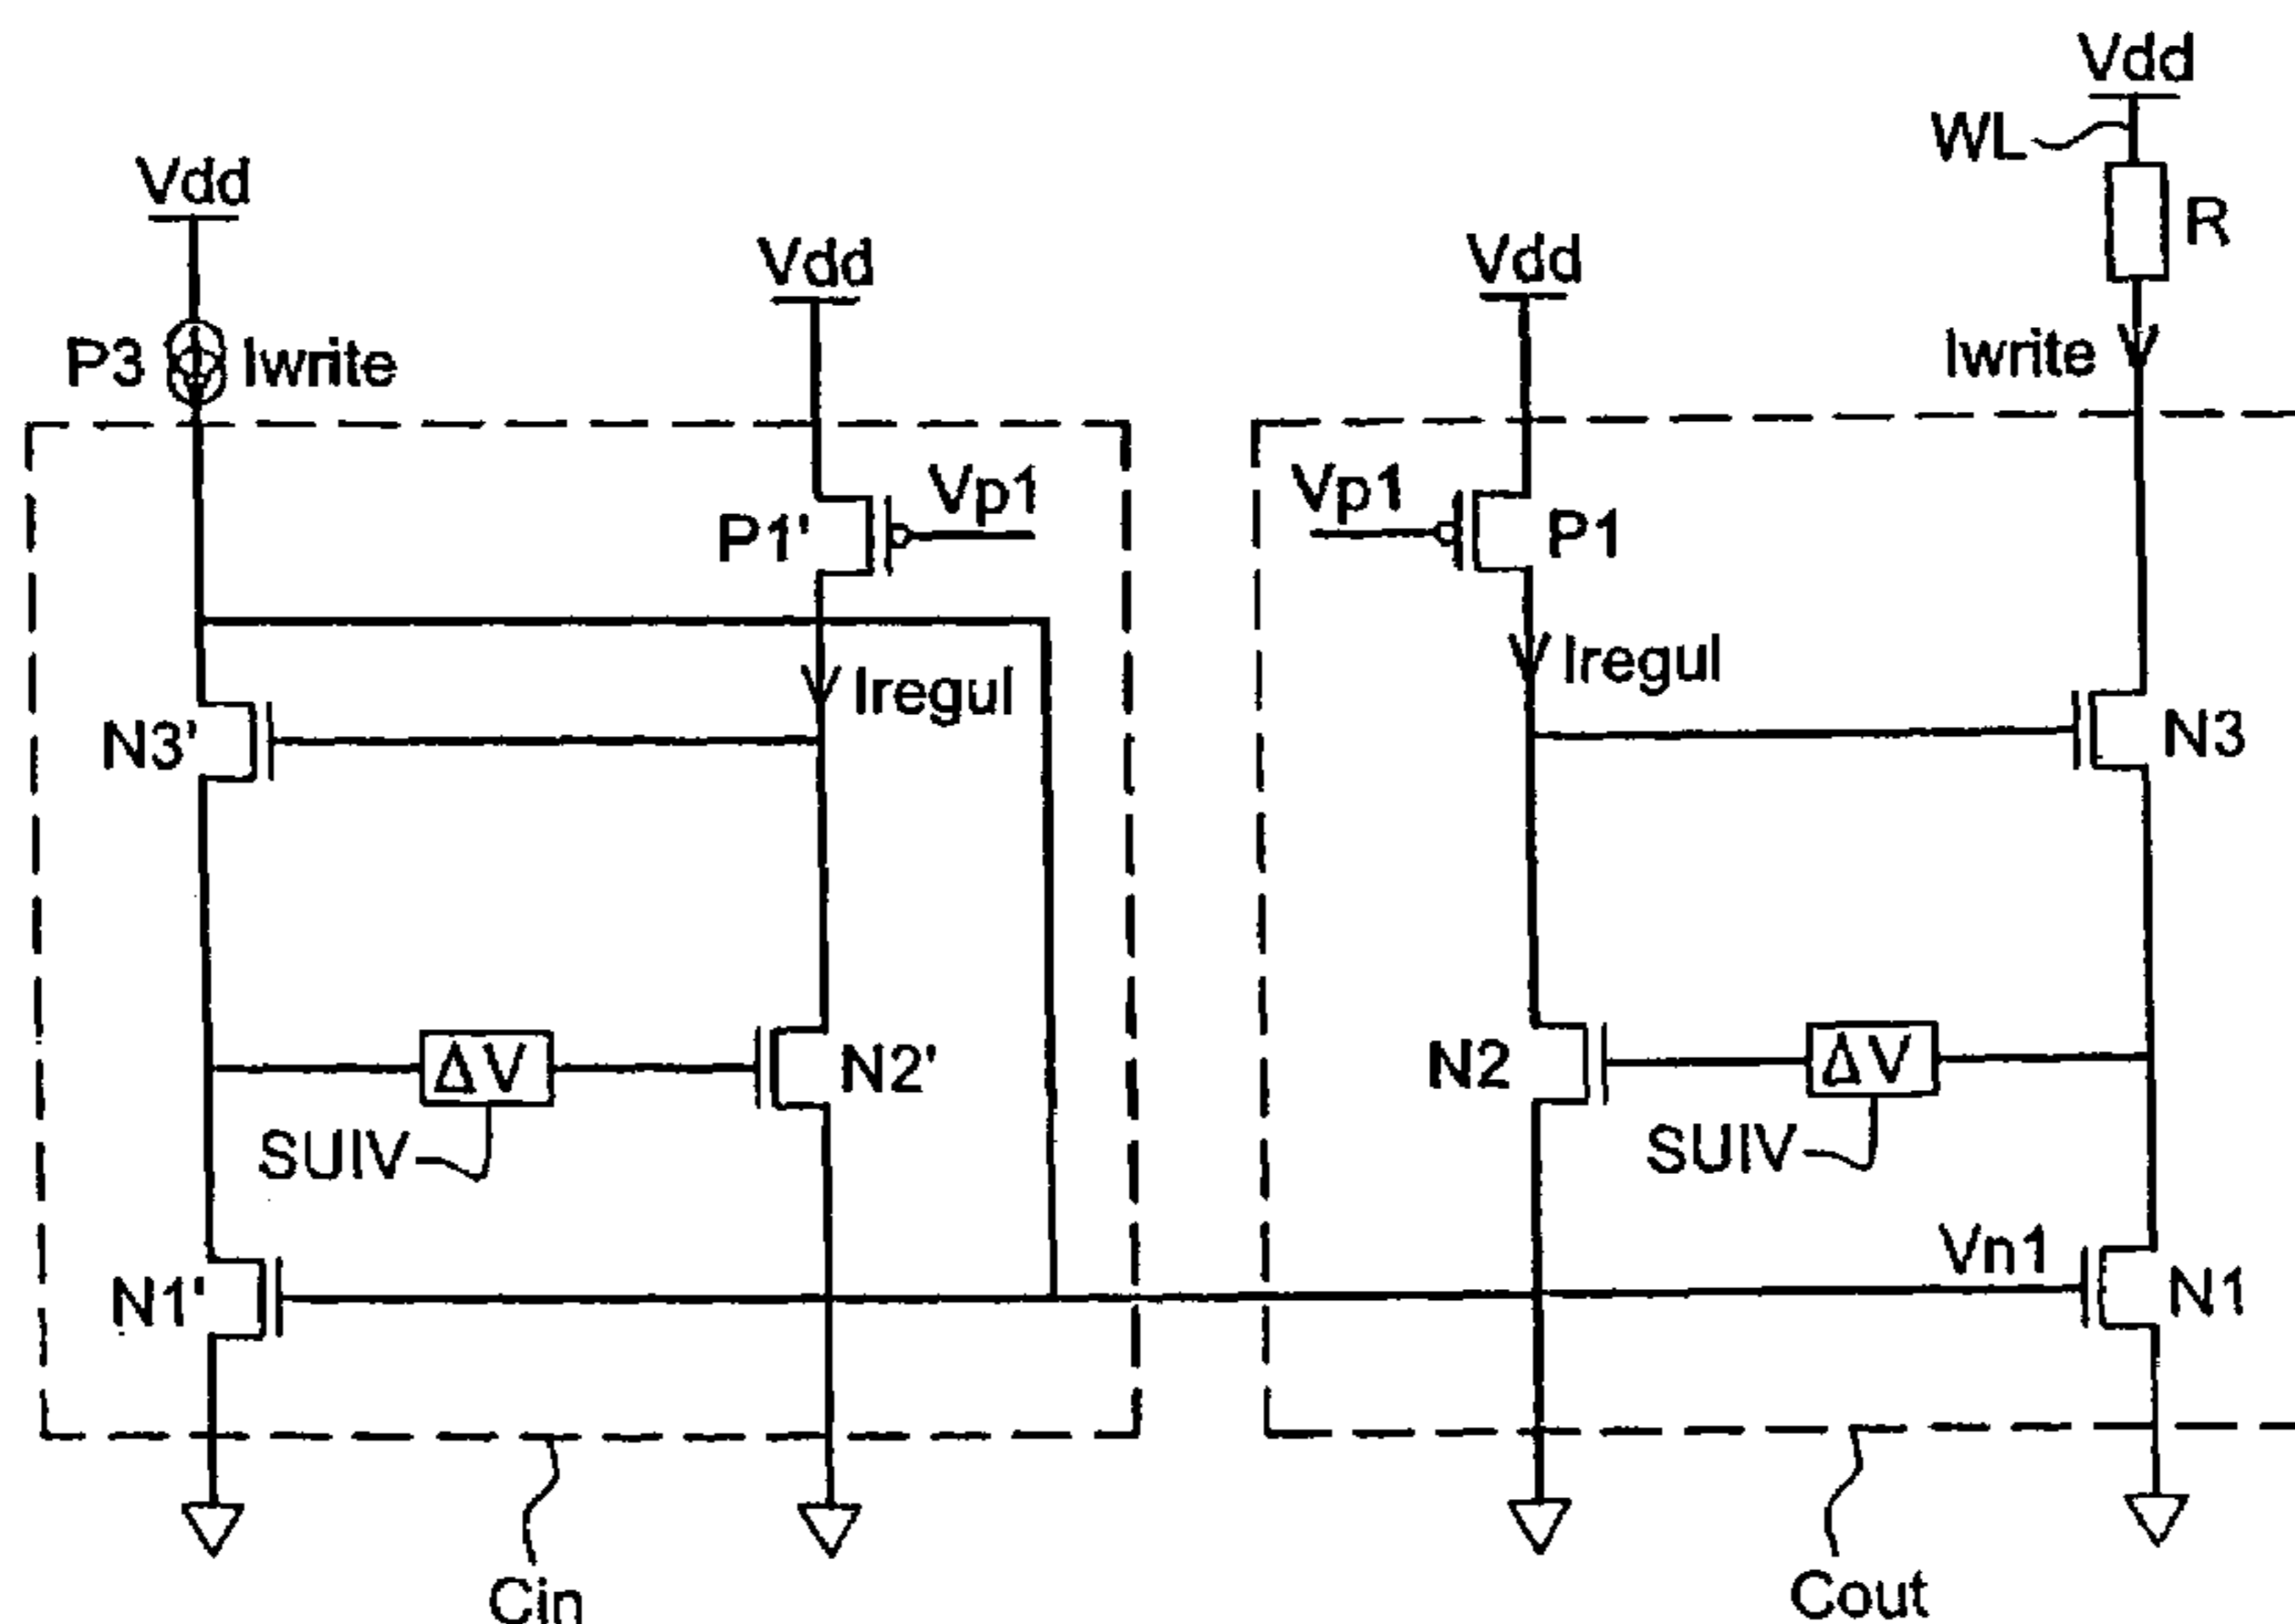 Vdd
WL
Vdd
R
Vdd
Vdd
P3 Iwrite
Iwrite
Vp1
Vp1
P1'
P1
Iregul
Iregul
N3'
N3
ΔV
N2'
N2
ΔV
SUIV
SUIV
Vn1
N1'
N1
Cin
Cout